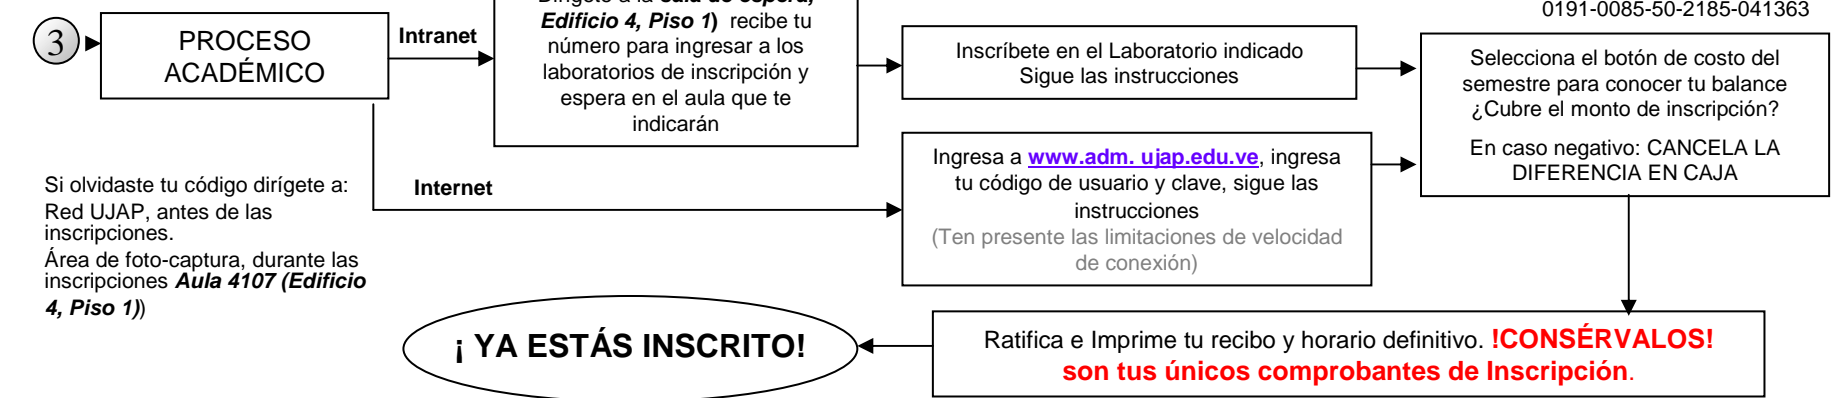 0191-0085-50-2185-041363
3
PROCESO
ACADÉMICO
Intranet
Dirígete a la sala de espera,
Edificio 4, Piso 1) recibe tu
número para ingresar a los
laboratorios de inscripción y
espera en el aula que te
indicarán
Inscríbete en el Laboratorio indicado
Sigue las instrucciones
Selecciona el botón de costo del
semestre para conocer tu balance
¿Cubre el monto de inscripción?
En caso negativo: CANCELA LA
DIFERENCIA EN CAJA
Internet
Ingresa a www.adm. ujap.edu.ve, ingresa
tu código de usuario y clave, sigue las
instrucciones
(Ten presente las limitaciones de velocidad
de conexión)
Si olvidaste tu código dirígete a:
Red UJAP, antes de las
inscripciones.
Área de foto-captura, durante las
inscripciones Aula 4107 (Edificio
4, Piso 1))
¡ YA ESTÁS INSCRITO!
Ratifica e Imprime tu recibo y horario definitivo. !CONSÉRVALOS!
son tus únicos comprobantes de Inscripción.